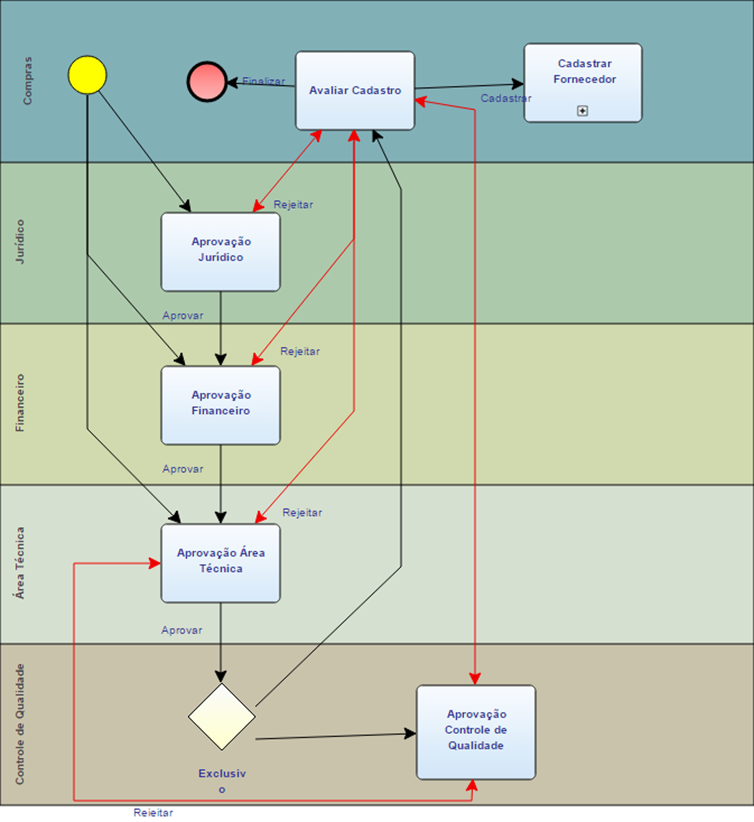 Compras
Finalizar
Avaliar Cadastro
Cadastrar
Fornecedor
Cadastrar
Jurídico
Rejeitar
Aprovação
Jurídico
Aprovar
Financeiro
Rejeitar
Aprovação
Financeiro
Aprovar
Área Técnica
Rejeitar
Aprovação Área
Técnica
Aprovar
Controle de Qualidade
Aprovação
Controle de
Qualidade
Exclusiv
o
Rejeitar